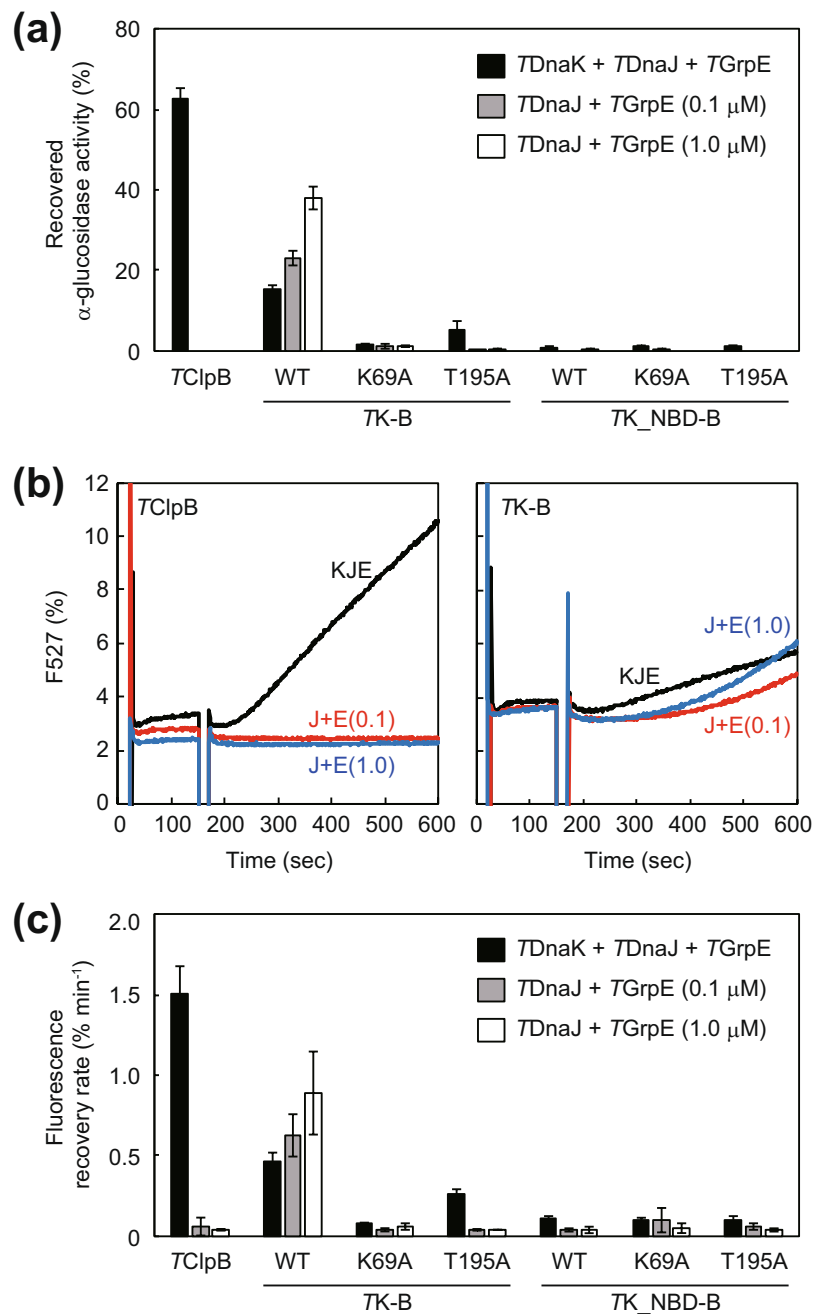 (a)
80
60
40
20
0
Recovered
α-glucosidase activity (%)
TDnaK + TDnaJ + TGrpE
TDnaJ + TGrpE (0.1 μM)
TDnaJ + TGrpE (1.0 μM)
TClpB WT K69A T195A WT K69A T195A
TK-B TK_NBD-B
(b)
12
10
8
6
4
2
0
F527 (%)
TClpB
KJE
J+E(0.1)
J+E(1.0)
0 100 200 300 400 500 600
Time (sec)
TK-B
J+E(1.0)
KJE
J+E(0.1)
0 100 200 300 400 500 600
Time (sec)
(c)
2.0
1.5
1.0
0.5
0
Fluorescence
recovery rate (% min⁻¹)
TDnaK + TDnaJ + TGrpE
TDnaJ + TGrpE (0.1 μM)
TDnaJ + TGrpE (1.0 μM)
TClpB WT K69A T195A WT K69A T195A
TK-B TK_NBD-B